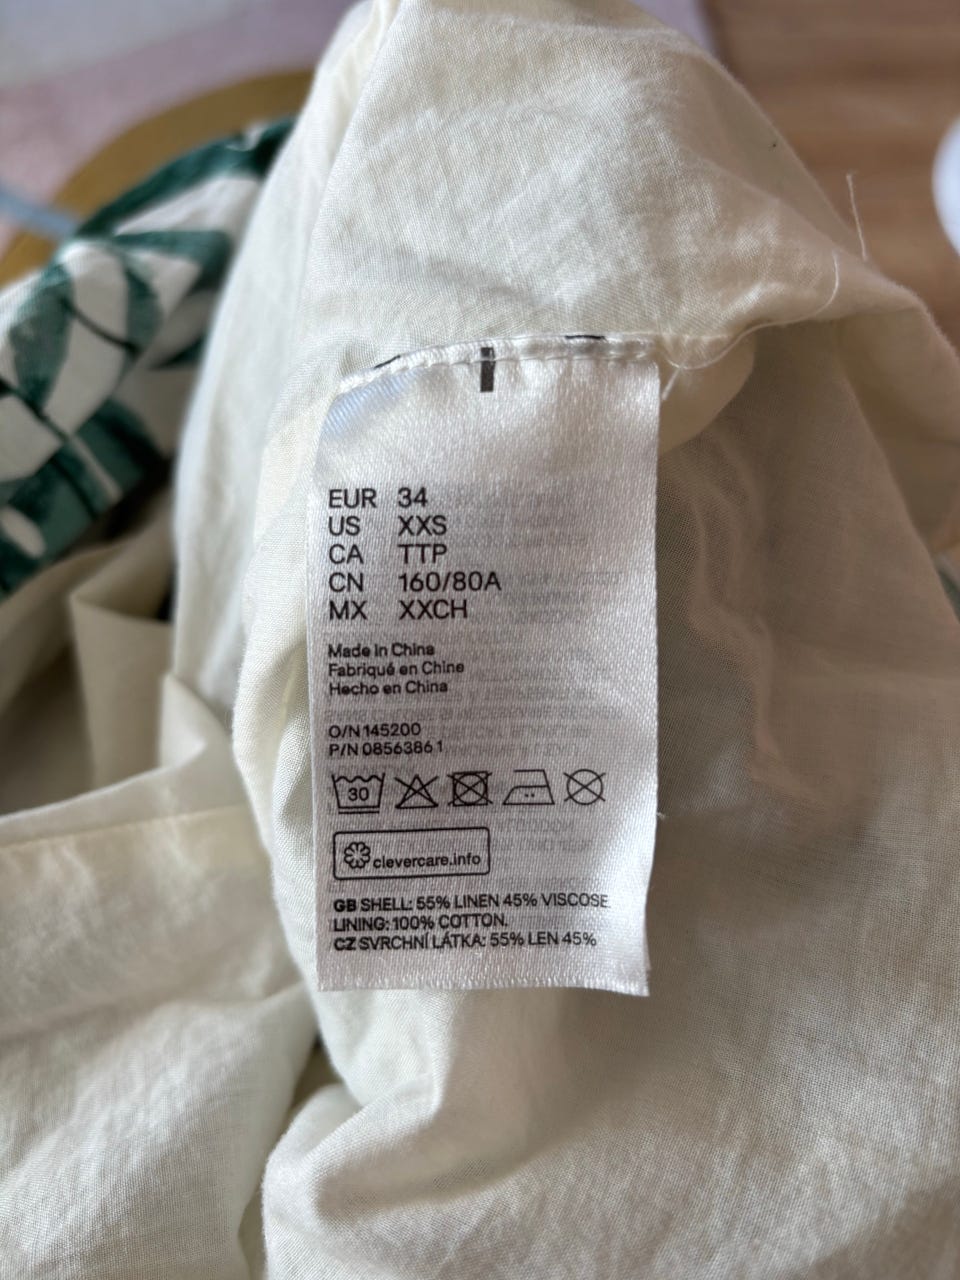 EUR 34
US XXS
CA TTP
CN 160/80A
MX XXCH
Made in China
Fabriqué en Chine
Hecho en China
O/N 145200
P/N 0856386 1
30
clevercare.info
GB SHELL: 55% LINEN 45% VISCOSE.
LINING: 100% COTTON.
CZ SVRCHNÍ LÁTKA: 55% LEN 45%